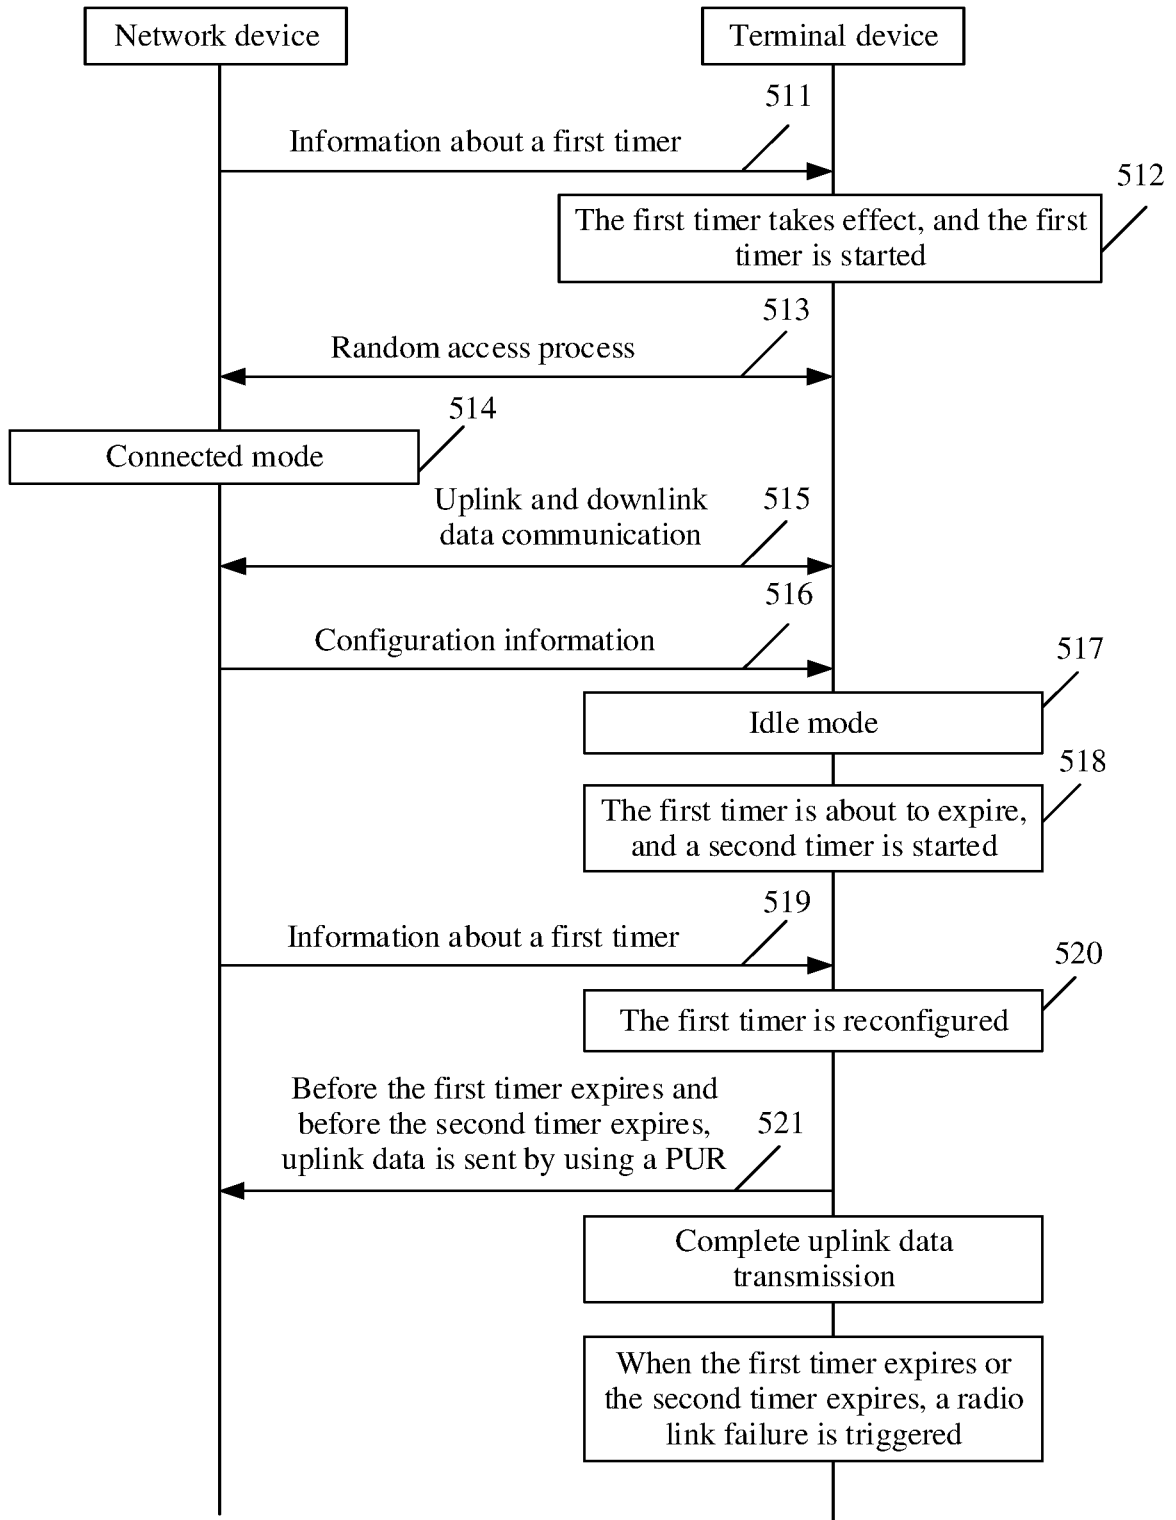 Network device
Terminal device
511
Information about a first timer
512
The first timer takes effect, and the first
timer is started
513
Random access process
514
Connected mode
Uplink and downlink
data communication
515
516
Configuration information
517
Idle mode
518
The first timer is about to expire,
and a second timer is started
519
Information about a first timer
520
The first timer is reconfigured
Before the first timer expires and
before the second timer expires,
uplink data is sent by using a PUR
521
Complete uplink data
transmission
When the first timer expires or
the second timer expires, a radio
link failure is triggered